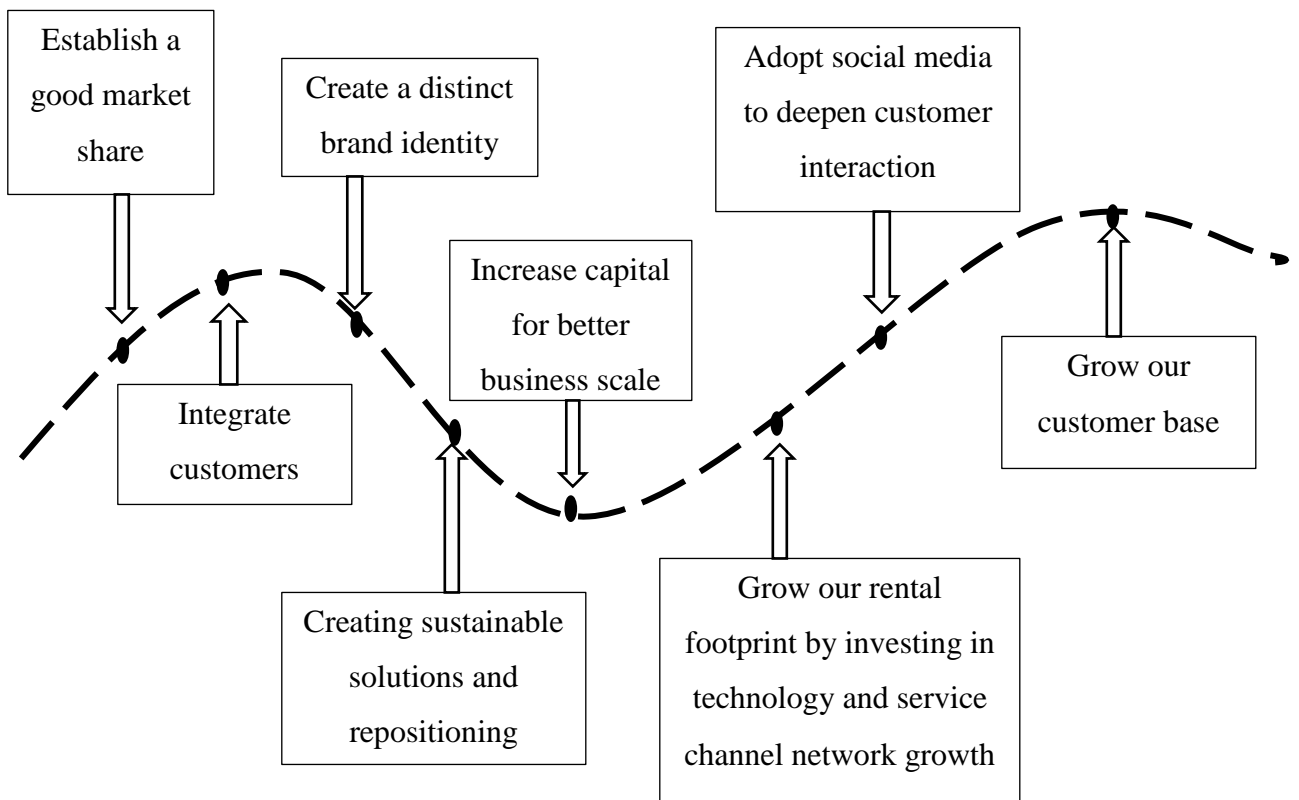 Establish a
good market
share
Integrate
customers
Create a distinct
brand identity
Creating sustainable
solutions and
repositioning
Increase capital
for better
business scale
Grow our rental
footprint by investing in
technology and service
channel network growth
Adopt social media
to deepen customer
interaction
Grow our
customer base